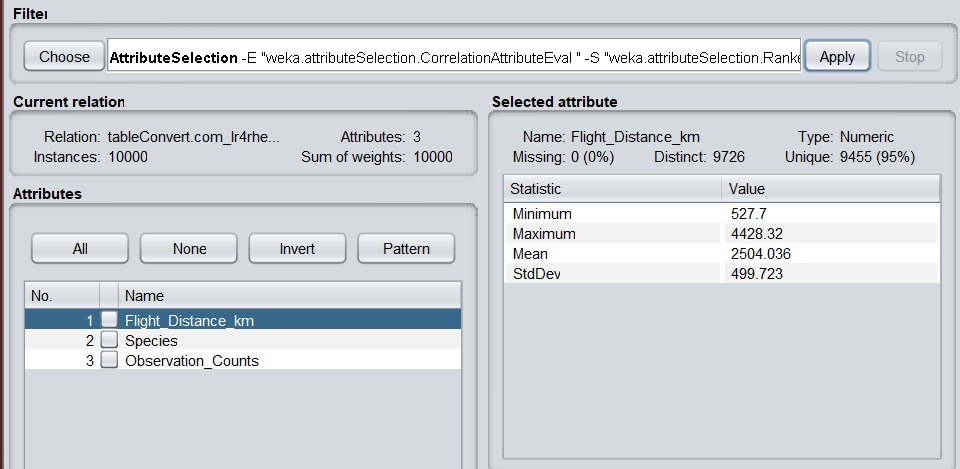 Filter
Choose AttributeSelection -E "weka.attributeSelection.CorrelationAttributeEval " -S "weka.attributeSelection.Ranke Apply Stop
Current relation
Relation: tableConvert.com_lr4rhe... Attributes: 3
Instances: 10000 Sum of weights: 10000
Attributes
All None Invert Pattern
No. Name
1 Flight_Distance_km
2 Species
3 Observation_Counts
Selected attribute
Name: Flight_Distance_km Type: Numeric
Missing: 0 (0%) Distinct: 9726 Unique: 9455 (95%)
Statistic Value
Minimum 527.7
Maximum 4428.32
Mean 2504.036
StdDev 499.723